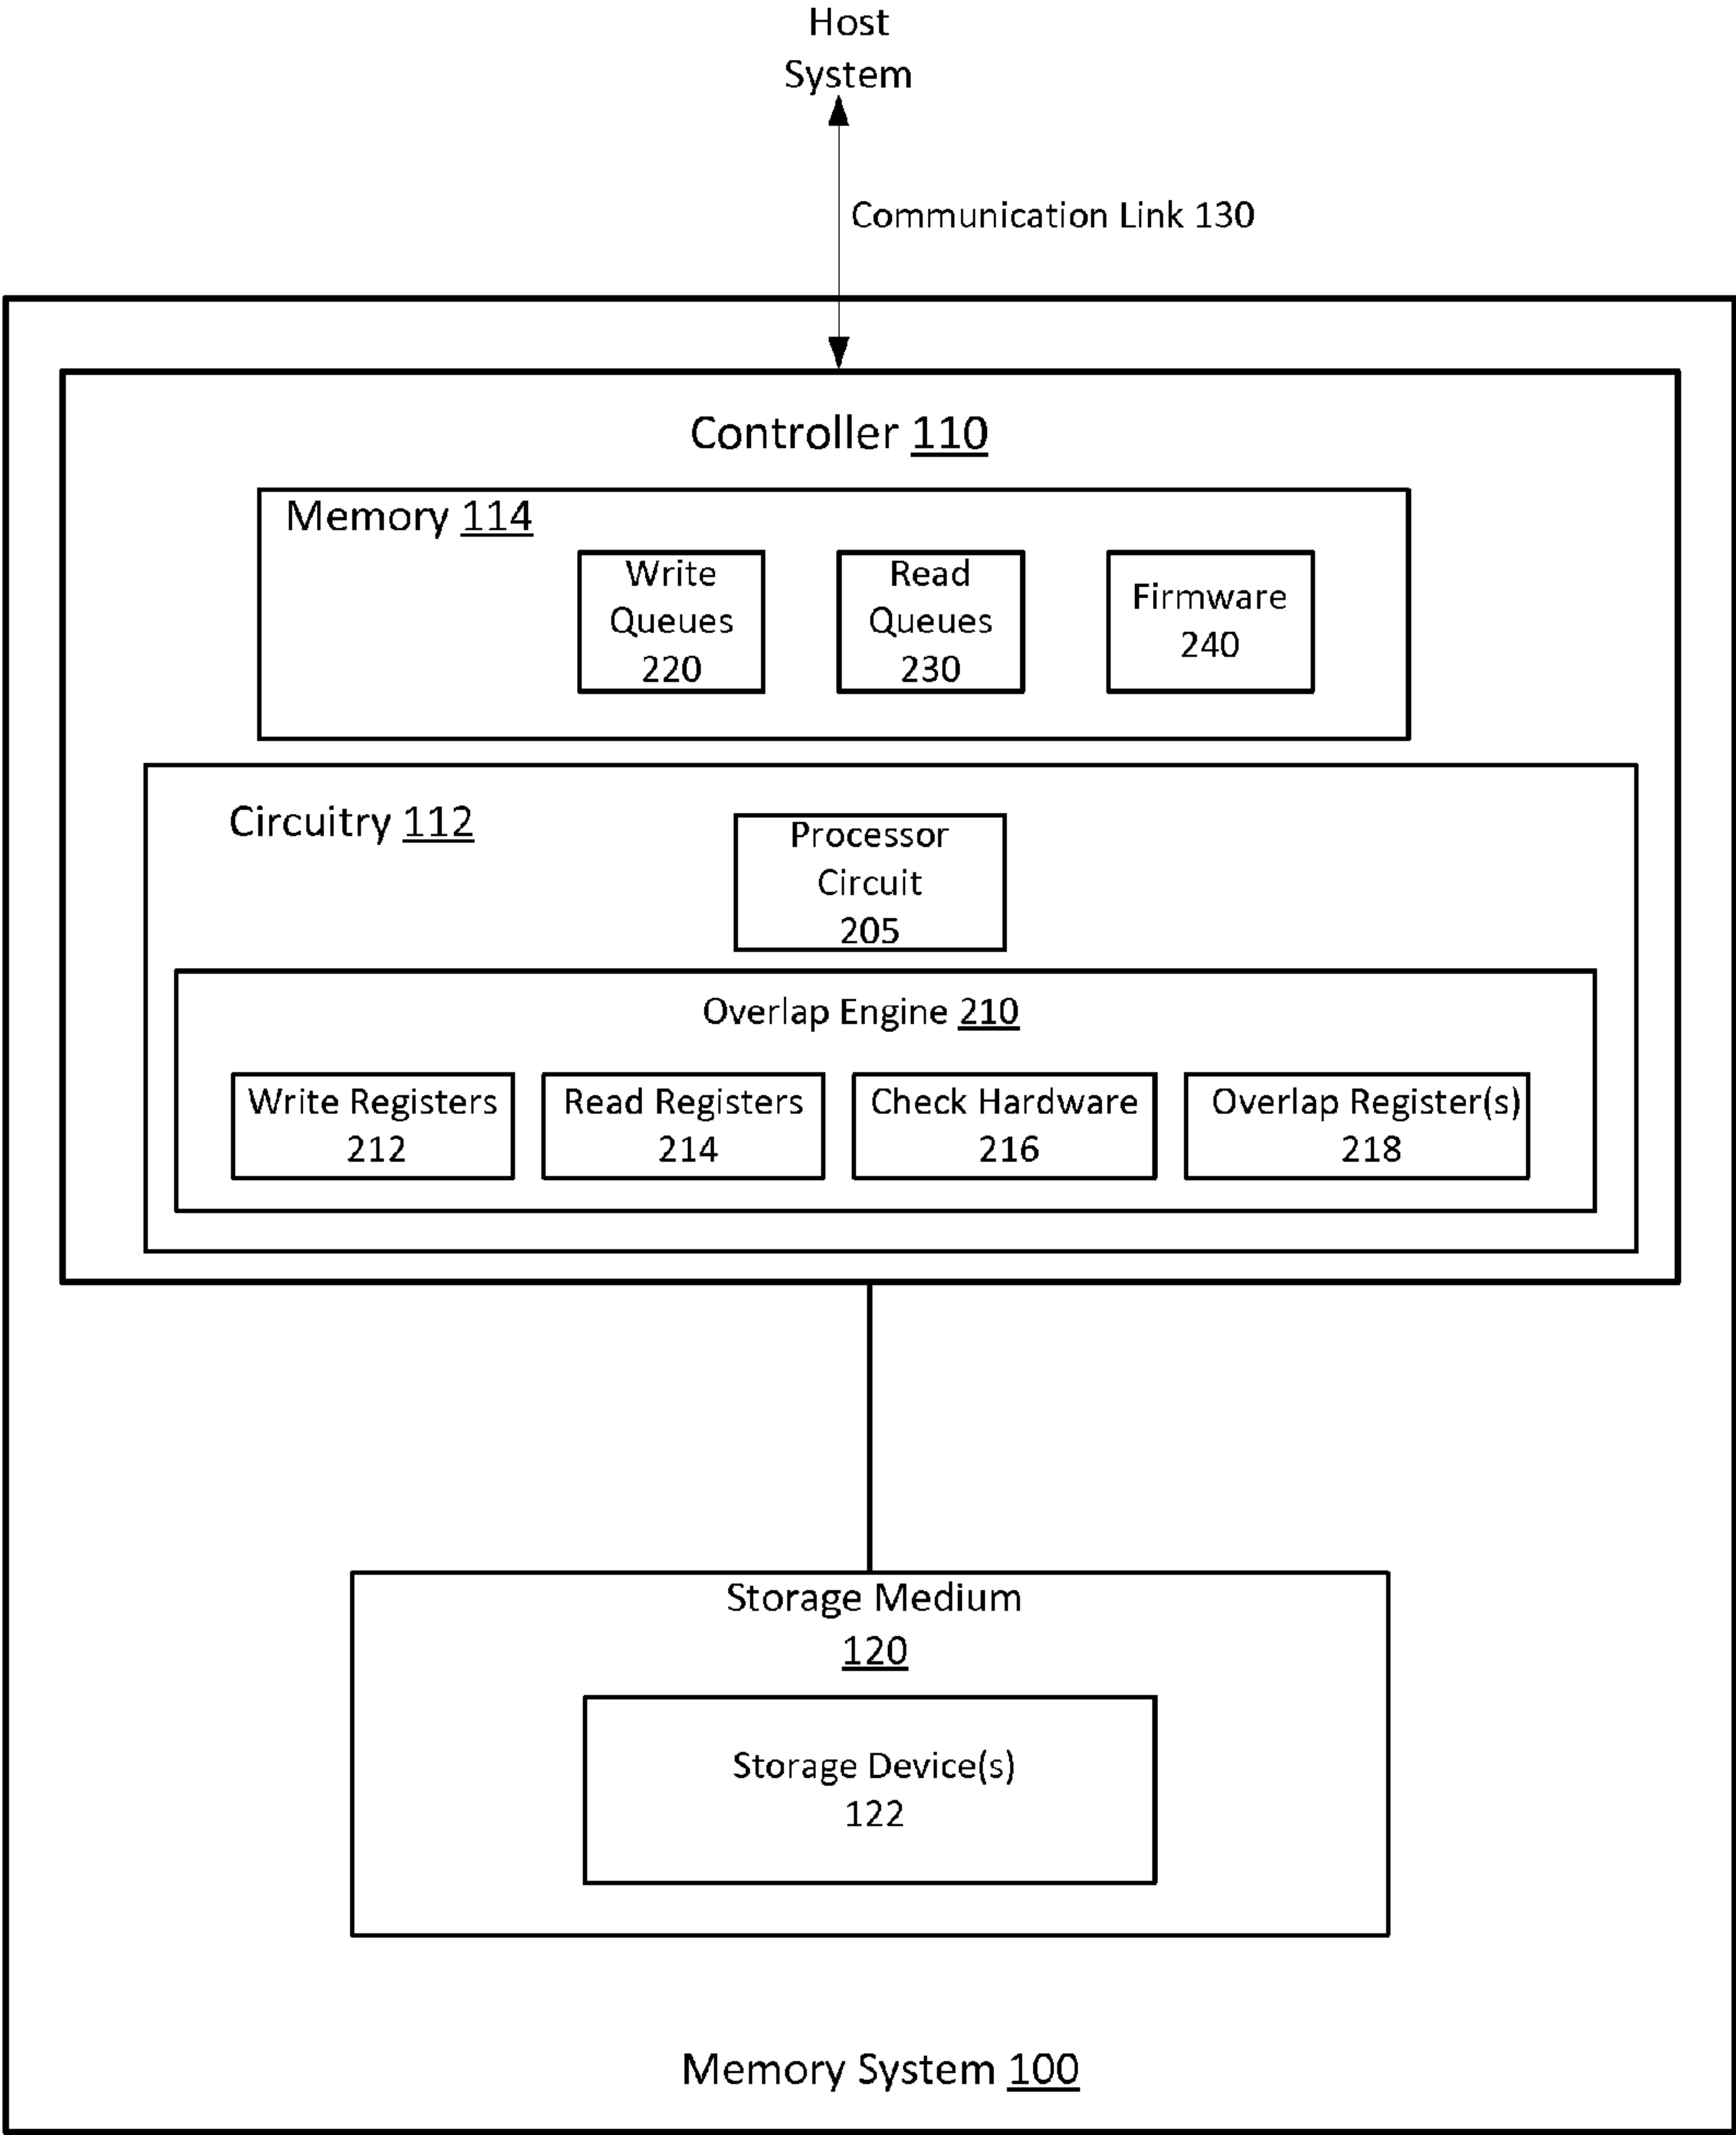 Host
System
Communication Link 130
Controller 110
Memory 114
Write
Queues
220
Read
Queues
230
Firmware
240
Circuitry 112
Processor
Circuit
205
Overlap Engine 210
Write Registers
212
Read Registers
214
Check Hardware
216
Overlap Register(s)
218
Storage Medium
120
Storage Device(s)
122
Memory System 100